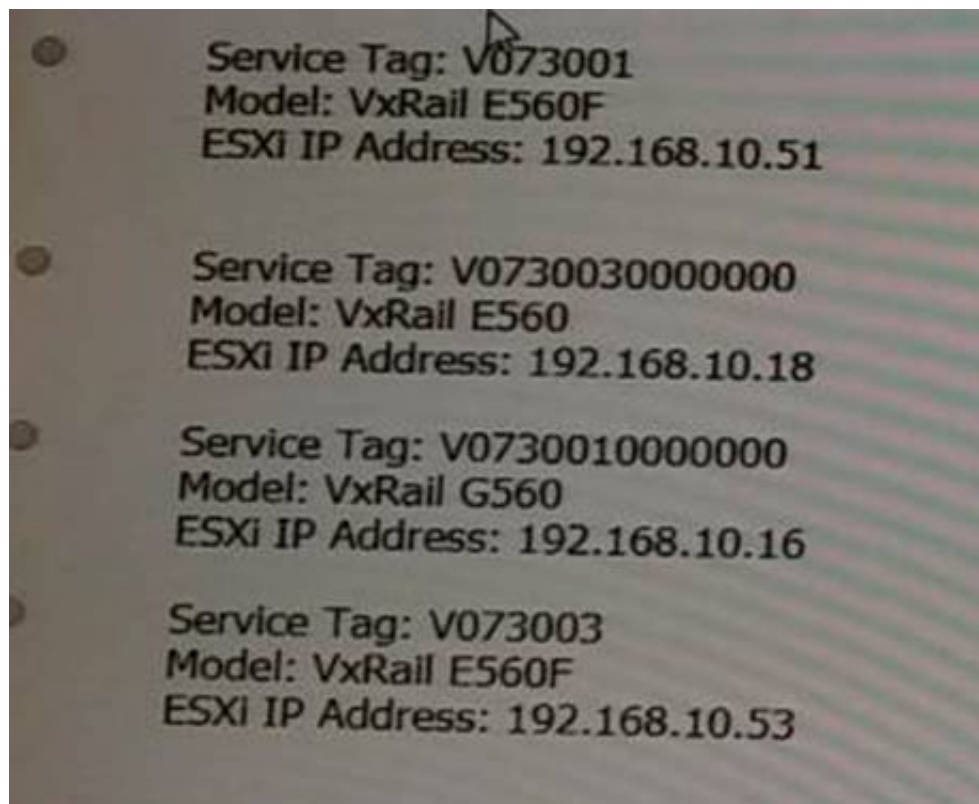 Service Tag: V073001
Model: VxRail E560F
ESXi IP Address: 192.168.10.51
Service Tag: V0730030000000
Model: VxRail E560
ESXi IP Address: 192.168.10.18
Service Tag: V0730010000000
Model: VxRail G560
ESXi IP Address: 192.168.10.16
Service Tag: V073003
Model: VxRail E560F
ESXi IP Address: 192.168.10.53